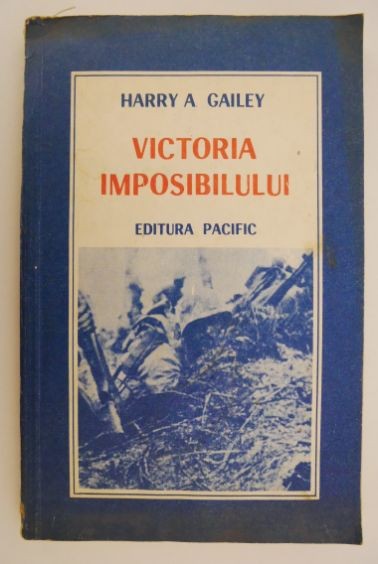 HARRY A. GAILEY
VICTORIA
IMPOSIBILULUI
EDITURA PACIFIC